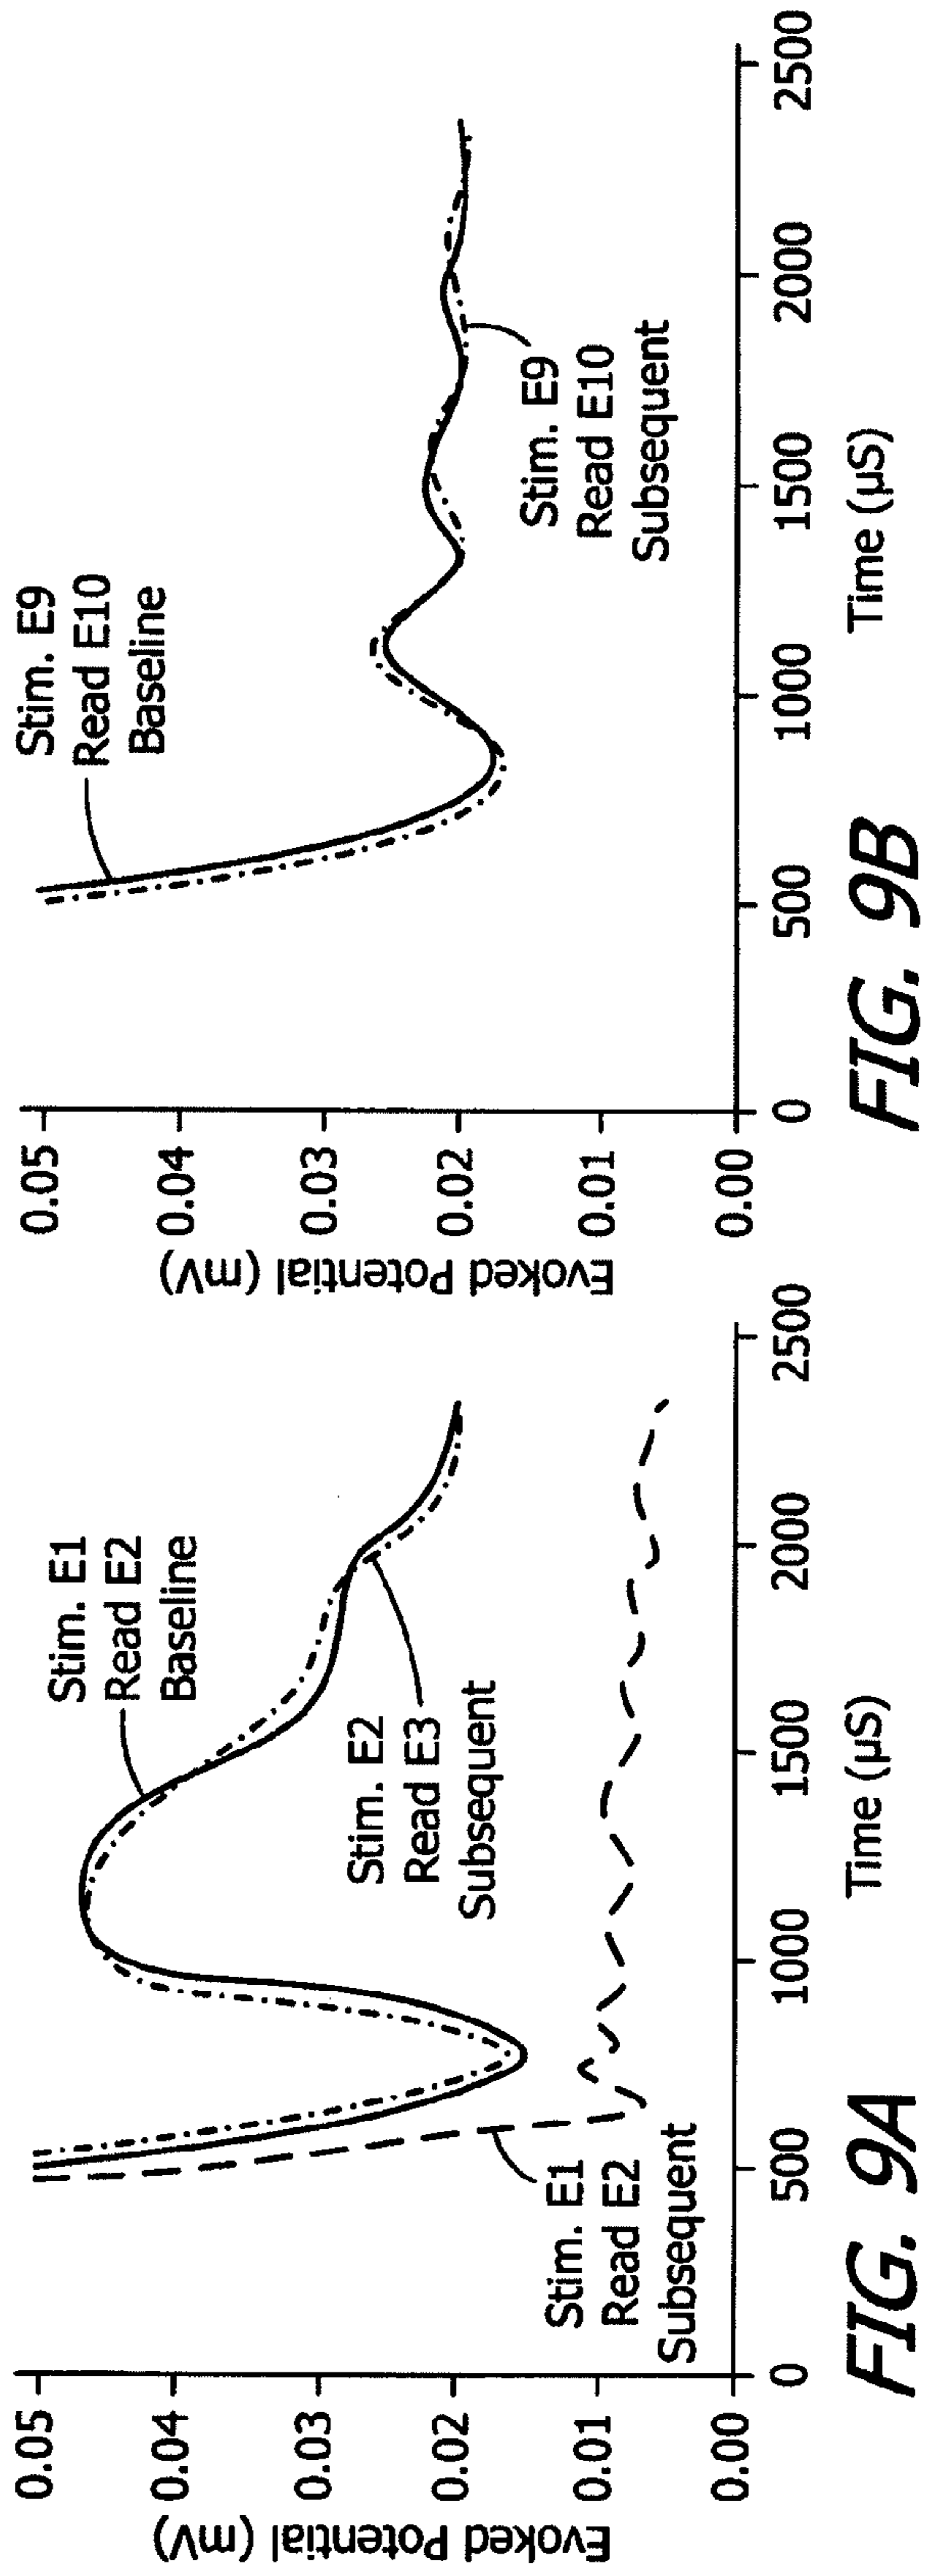 Evoked Potential (mV)
0.05
0.04
0.03
0.02
0.01
0.00
0
500
1000
1500
2000
2500
Time (µS)
Stim. E1
Read E2
Baseline
Stim. E2
Read E3
Subsequent
Stim. E1
Read E2
Subsequent
FIG. 9A
Evoked Potential (mV)
0.05
0.04
0.03
0.02
0.01
0.00
0
500
1000
1500
2000
2500
Time (µS)
Stim. E9
Read E10
Baseline
Stim. E9
Read E10
Subsequent
FIG. 9B